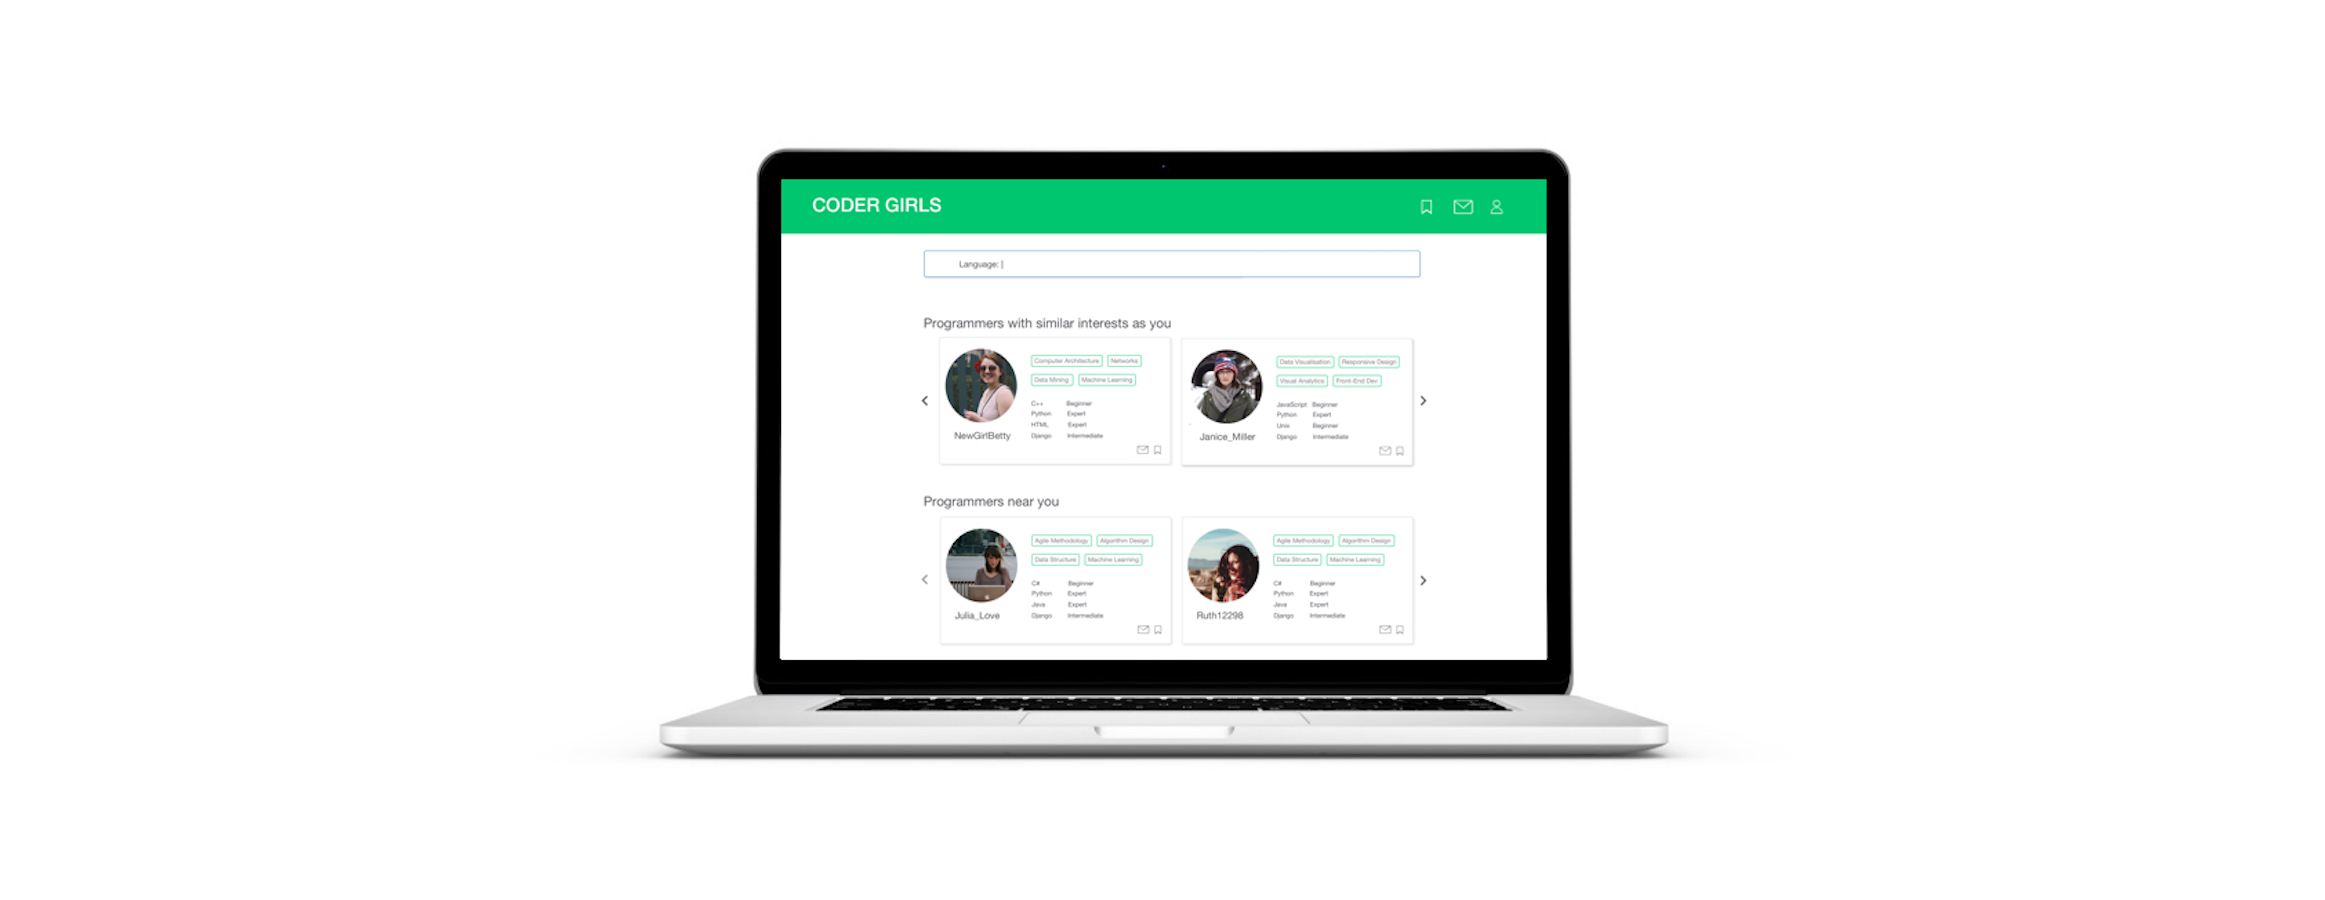 CODER GIRLS
Language: |
Programmers with similar interests as you
Computer Architecture Networks
Data Mining Machine Learning
C++ Beginner
Python Expert
HTML Expert
Django Intermediate
NewGirlBetty
Data Visualisation Responsive Design
Visual Analytics Front-End Dev
JavaScript Beginner
Python Expert
Unix Beginner
Django Intermediate
Janice_Miller
Programmers near you
Agile Methodology Algorithm Design
Data Structure Machine Learning
C# Beginner
Python Expert
Java Expert
Django Intermediate
Julia_Love
Agile Methodology Algorithm Design
Data Structure Machine Learning
C# Beginner
Python Expert
Java Expert
Django Intermediate
Ruth12298